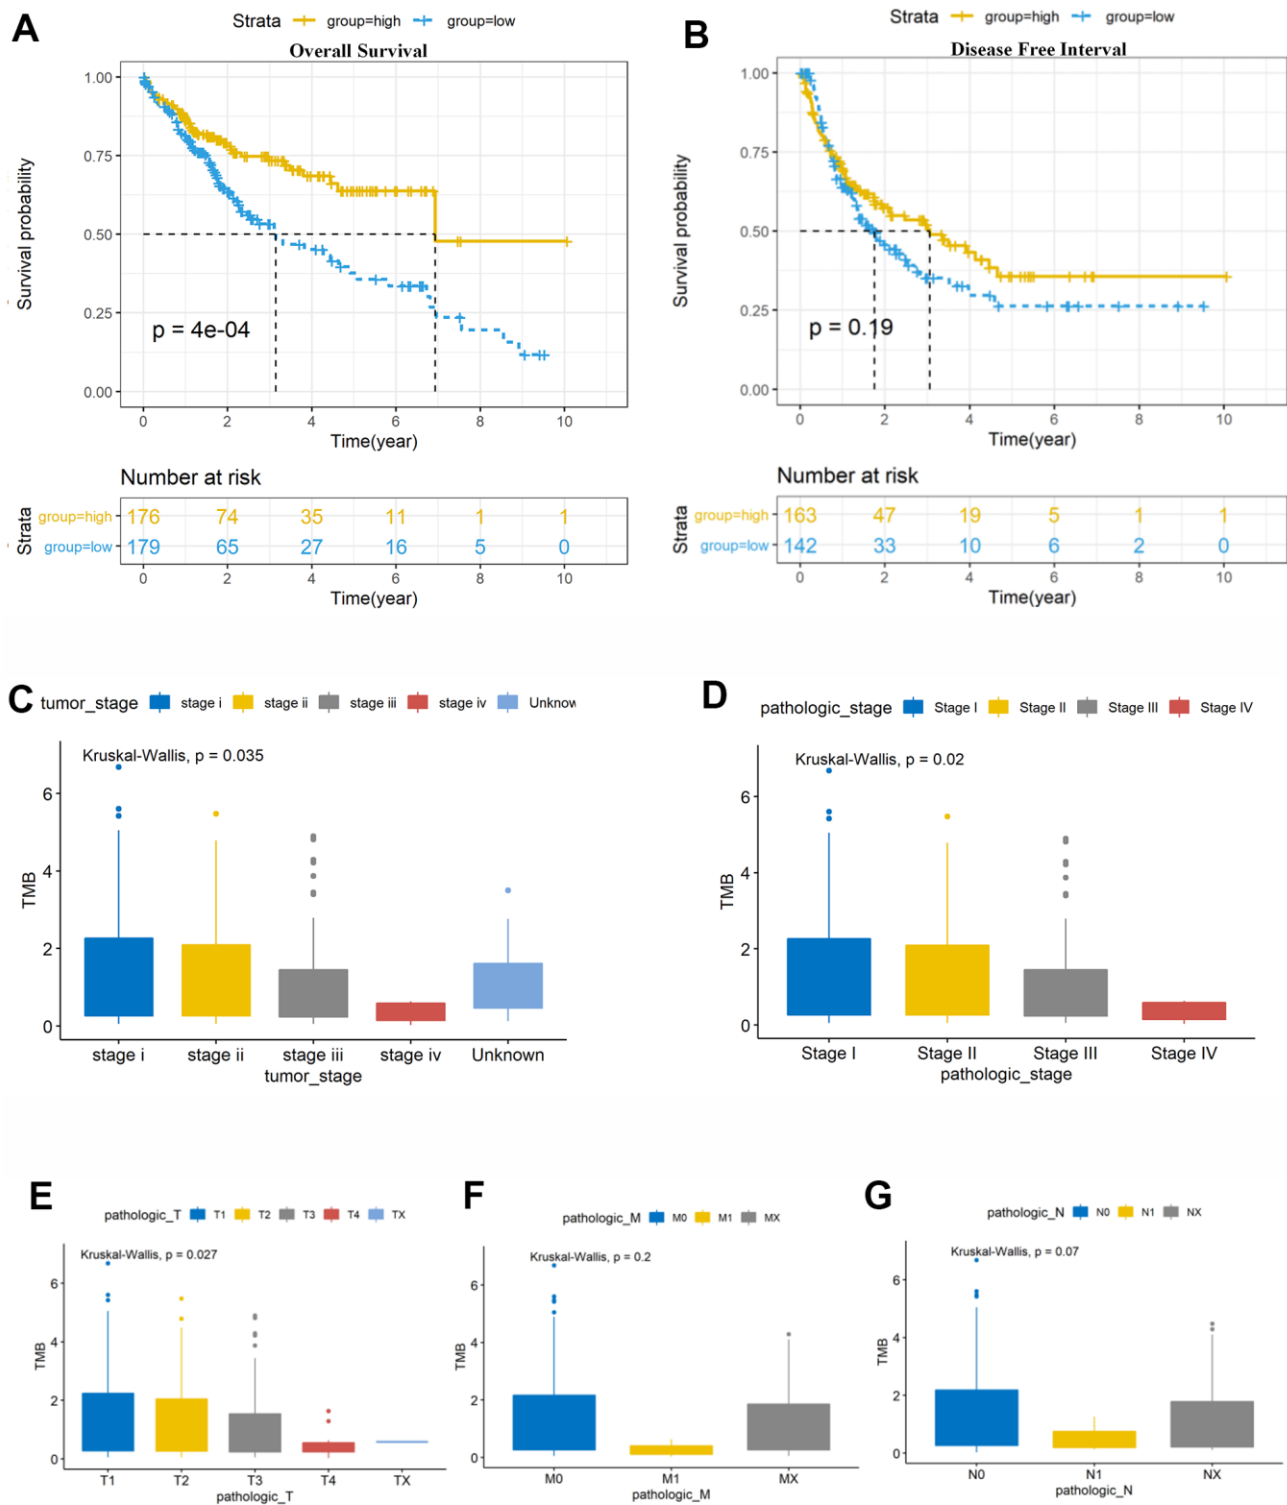 A
Strata group=high group=low
Overall Survival
1.00
0.75
0.50
0.25
0.00
Survival probability
p = 4e-04
0 2 4 6 8 10
Time(year)
Number at risk
Strata
group=high 176 74 35 11 1 1
group=low 179 65 27 16 5 0
0 2 4 6 8 10
Time(year)
B
Strata group=high group=low
Disease Free Interval
1.00
0.75
0.50
0.25
0.00
Survival probability
p = 0.19
0 2 4 6 8 10
Time(year)
Number at risk
Strata
group=high 163 47 19 5 1 1
group=low 142 33 10 6 2 0
0 2 4 6 8 10
Time(year)
C
tumor_stage stage i stage ii stage iii stage iv Unknow
Kruskal-Wallis, p = 0.035
6
4
2
0
TMB
stage i stage ii stage iii stage iv Unknown
tumor_stage
D
pathologic_stage Stage I Stage II Stage III Stage IV
Kruskal-Wallis, p = 0.02
6
4
2
0
TMB
Stage I Stage II Stage III Stage IV
pathologic_stage
E
pathologic_T T1 T2 T3 T4 TX
Kruskal-Wallis, p = 0.027
6
4
2
0
TMB
T1 T2 T3 T4 TX
pathologic_T
F
pathologic_M M0 M1 MX
Kruskal-Wallis, p = 0.2
6
4
2
0
TMB
M0 M1 MX
pathologic_M
G
pathologic_N N0 N1 NX
Kruskal-Wallis, p = 0.07
6
4
2
0
TMB
N0 N1 NX
pathologic_N